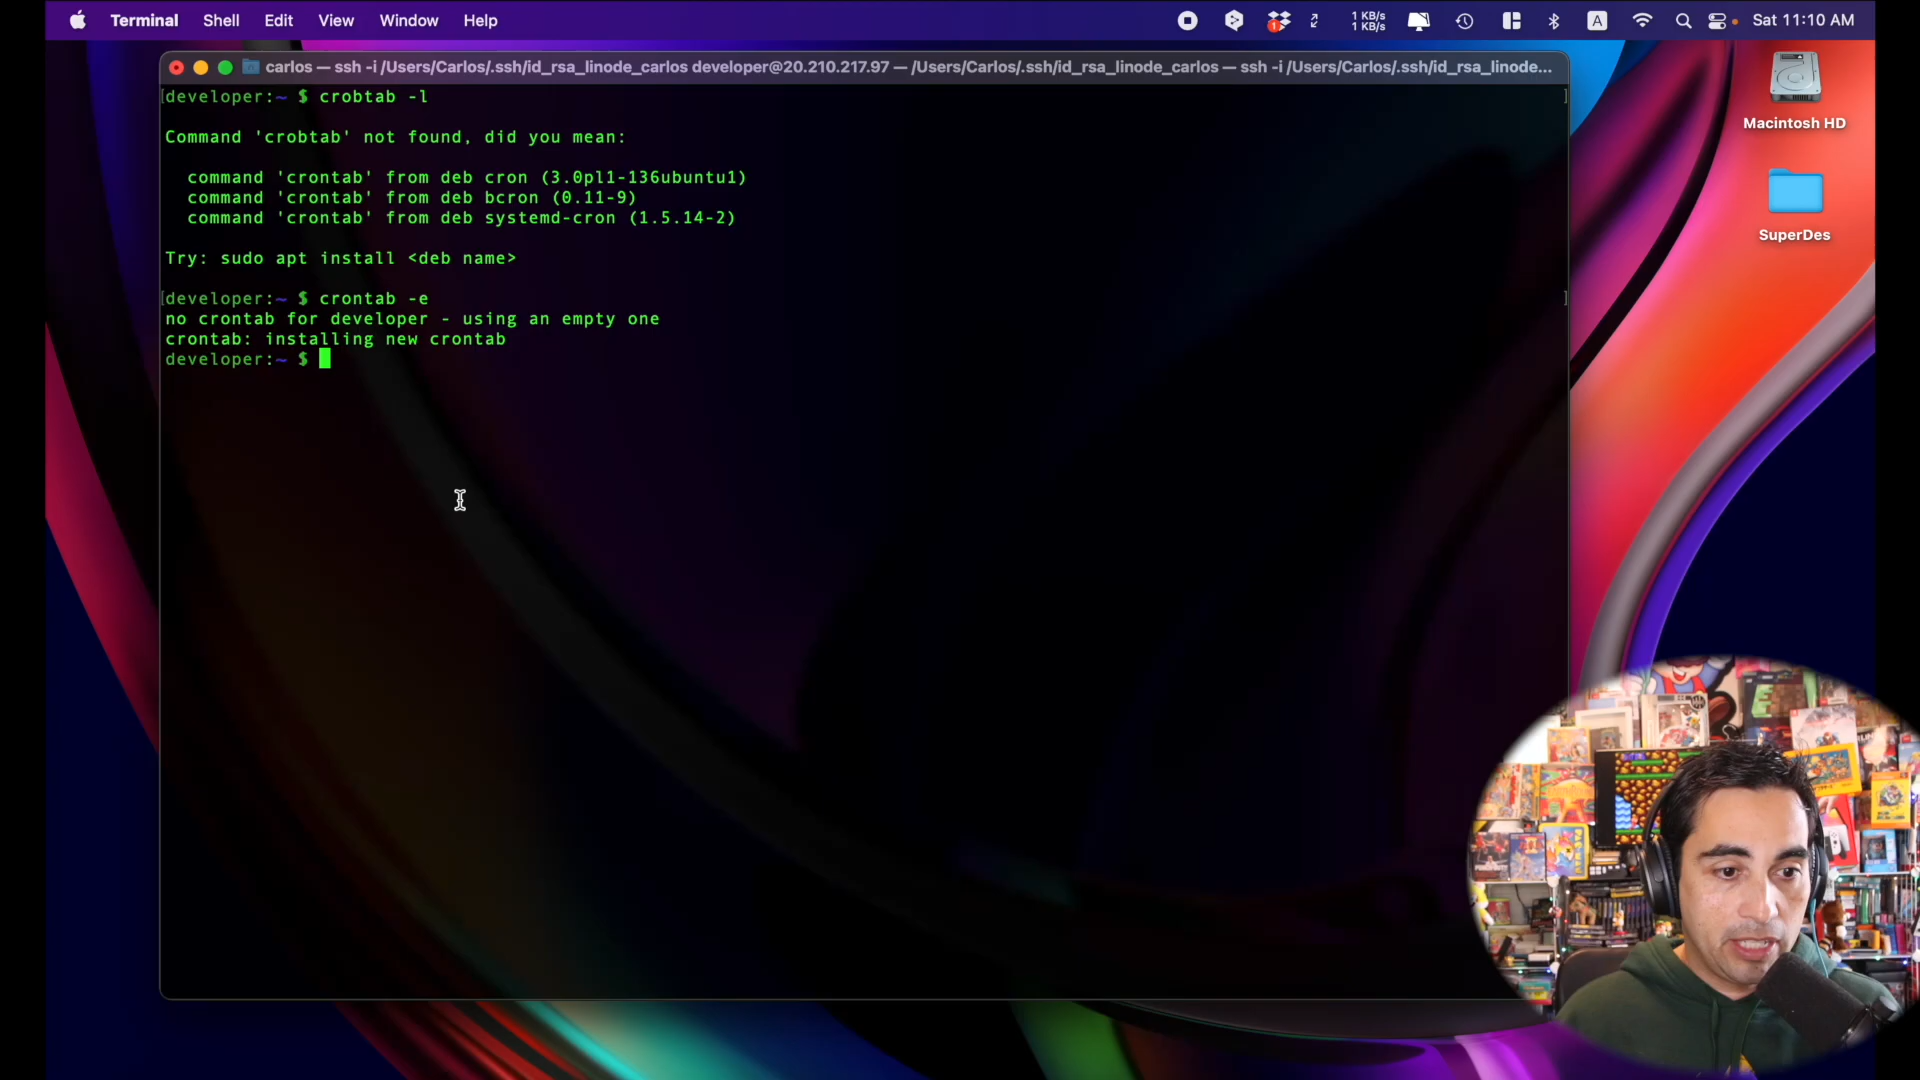 Terminal Shell Edit View Window Help
1 KB/s
1 KB/s
A
Sat 11:10 AM
carlos — ssh -i /Users/Carlos/.ssh/id_rsa_linode_carlos developer@20.210.217.97 — /Users/Carlos/.ssh/id_rsa_linode_carlos — ssh -i /Users/Carlos/.ssh/id_rsa_linode...
[developer:~ $ crobtab -l ]
Command 'crobtab' not found, did you mean:
command 'crontab' from deb cron (3.0pl1-136ubuntu1)
command 'crontab' from deb bcron (0.11-9)
command 'crontab' from deb systemd-cron (1.5.14-2)
Try: sudo apt install <deb name>
[developer:~ $ crontab -e ]
no crontab for developer - using an empty one
crontab: installing new crontab
developer:~ $
Macintosh HD
SuperDes